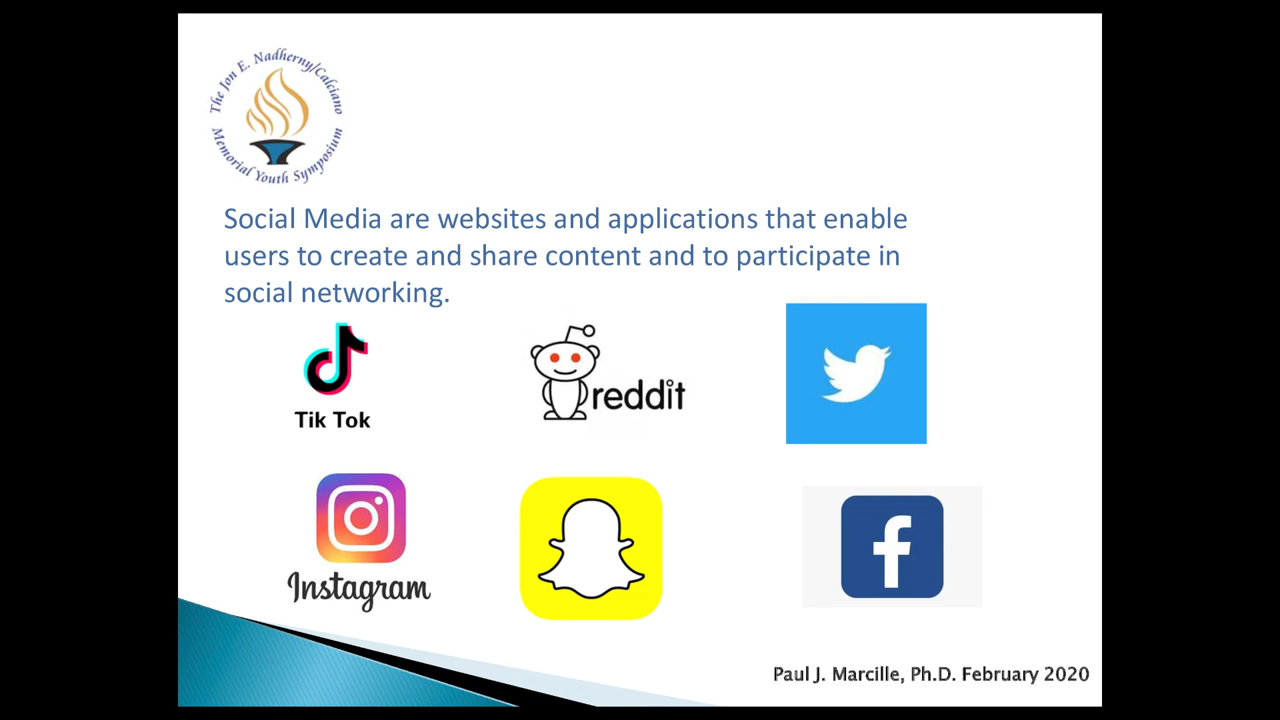 The Jon E. Nadherny/Calciano
Memorial Youth Symposium
Social Media are websites and applications that enable
users to create and share content and to participate in
social networking.
Tik Tok
reddit
Instagram
Paul J. Marcille, Ph.D. February 2020